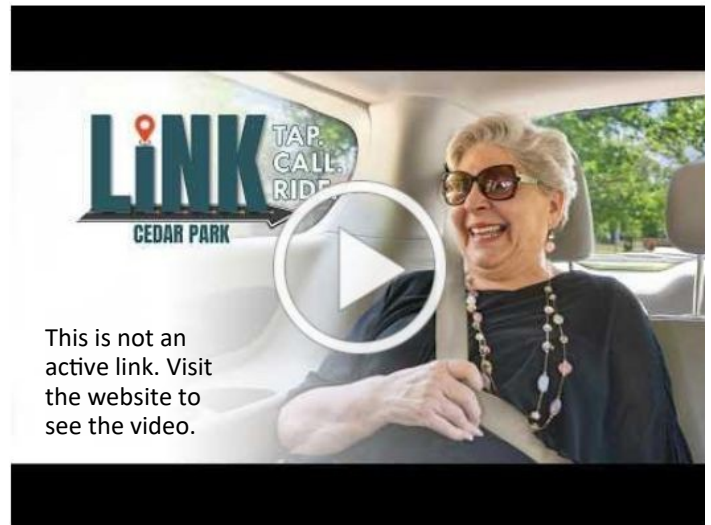 LiNK
TAP.
CALL.
RIDE.
CEDAR PARK
This is not an
active link. Visit
the website to
see the video.